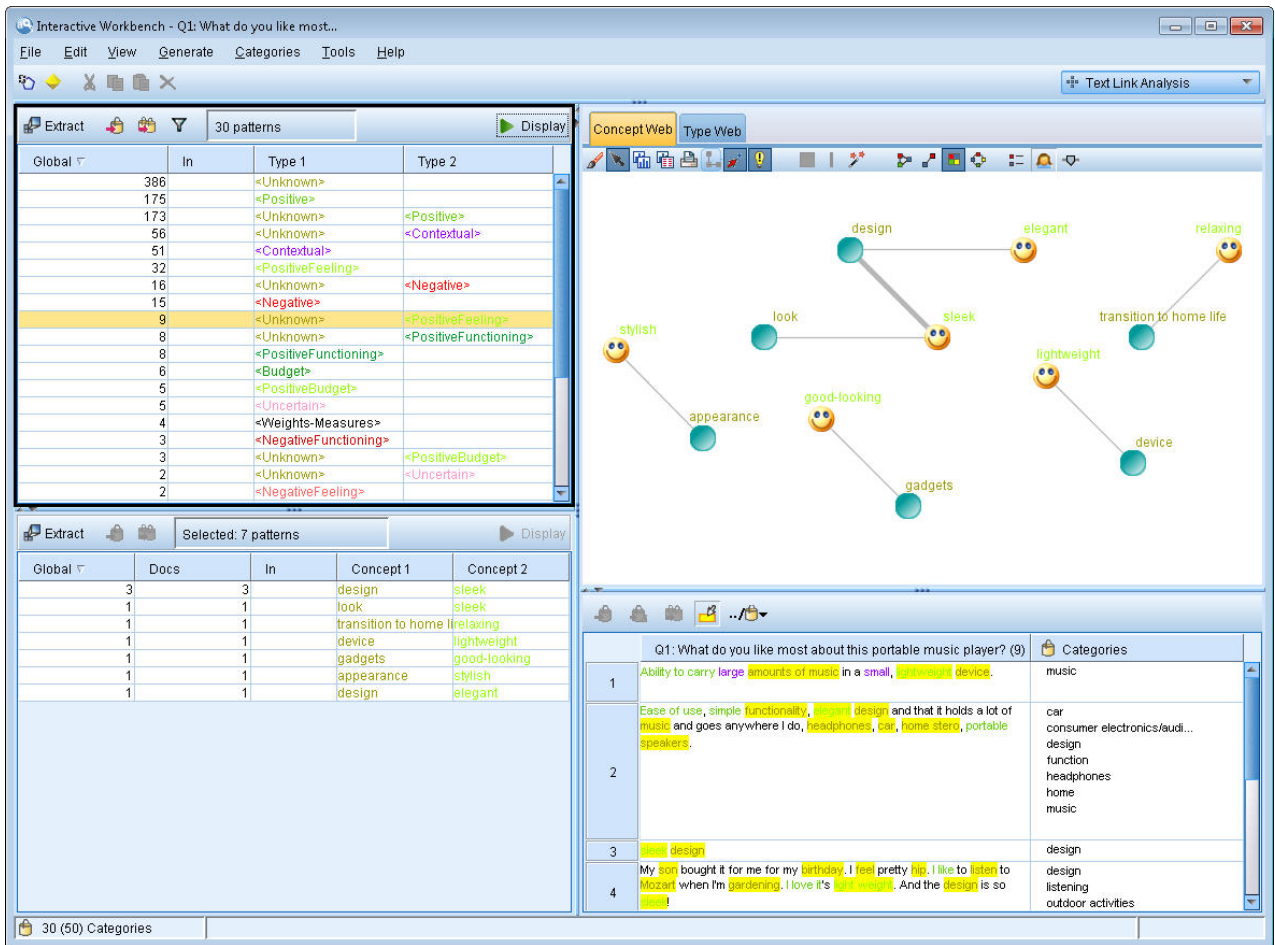 Interactive Workbench - Q1: What do you like most...
File Edit View Generate Categories Tools Help
Text Link Analysis
Extract 30 patterns Display
Global In Type 1 Type 2
386 <Unknown>
175 <Positive>
173 <Unknown> <Positive>
56 <Unknown> <Contextual>
51 <Contextual>
32 <PositiveFeeling>
16 <Unknown> <Negative>
15 <Negative>
9 <Unknown> <PositiveFeeling>
8 <Unknown> <PositiveFunctioning>
8 <PositiveFunctioning>
6 <Budget>
5 <PositiveBudget>
5 <Uncertain>
4 <Weights-Measures>
3 <NegativeFunctioning>
3 <Unknown> <PositiveBudget>
2 <Unknown> <Uncertain>
2 <NegativeFeeling>
Extract Selected: 7 patterns Display
Global Docs In Concept 1 Concept 2
3 3 design sleek
1 1 look sleek
1 1 transition to home li relaxing
1 1 device lightweight
1 1 gadgets good-looking
1 1 appearance stylish
1 1 design elegant
Concept Web Type Web
design elegant relaxing
look sleek transition to home life
stylish
lightweight
good-looking
appearance
device
gadgets
Q1: What do you like most about this portable music player? (9) Categories
1 Ability to carry large amounts of music in a small, lightweight device. music
2 Ease of use, simple functionality, elegant design and that it holds a lot of
music and goes anywhere I do, headphones, car, home stero, portable
speakers.
car
consumer electronics/audi...
design
function
headphones
home
music
3 sleek design design
4 My son bought it for me for my birthday. I feel pretty hip. I like to listen to
Mozart when I'm gardening. I love it's light weight. And the design is so
sleek!
design
listening
outdoor activities
30 (50) Categories